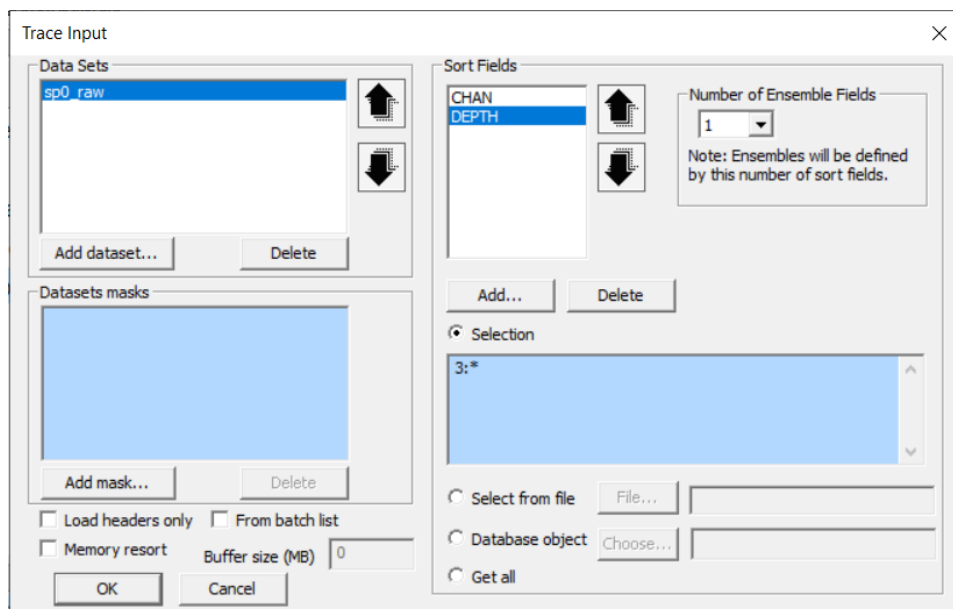 Trace Input
Data Sets
sp0_raw
Add dataset...
Delete
Datasets masks
Add mask...
Delete
Load headers only
From batch list
Memory resort
Buffer size (MB)
0
OK
Cancel
Sort Fields
CHAN
DEPTH
Number of Ensemble Fields
1
Note: Ensembles will be defined
by this number of sort fields.
Add...
Delete
Selection
3:*
Select from file
File...
Database object
Choose...
Get all